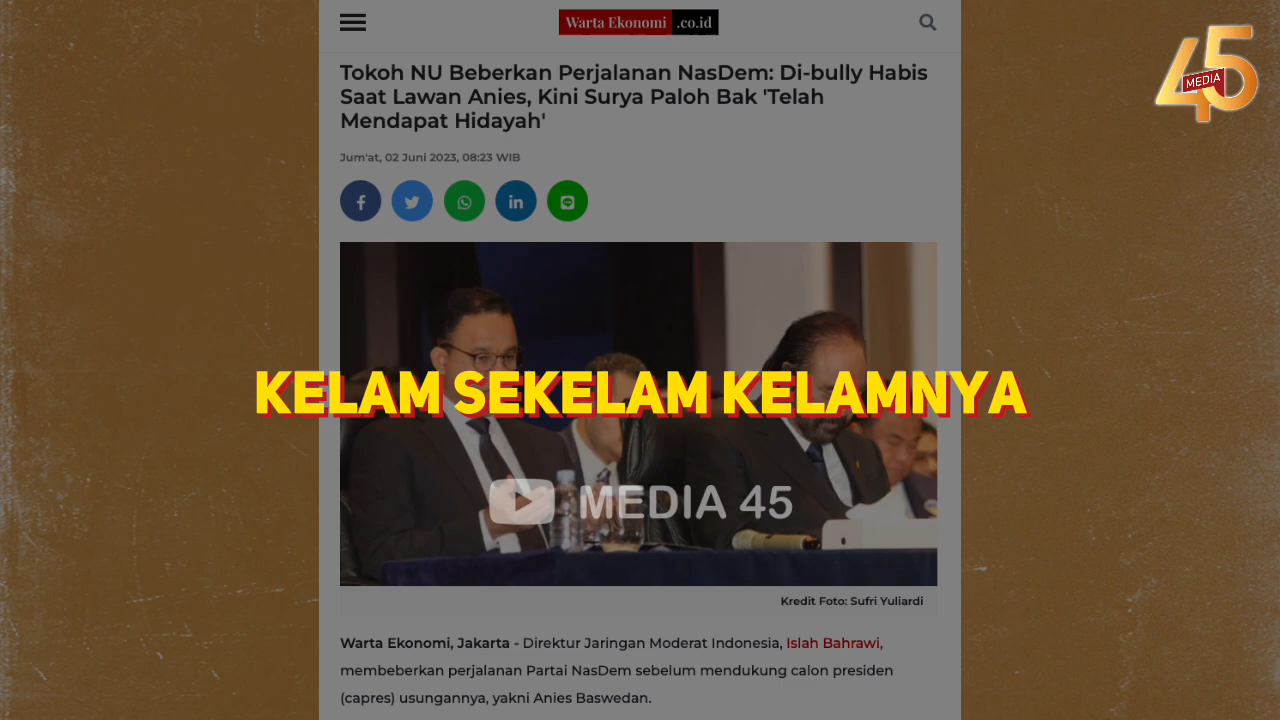 Warta Ekonomi .co.id
45
MEDIA
Tokoh NU Beberkan Perjalanan NasDem: Di-bully Habis
Saat Lawan Anies, Kini Surya Paloh Bak 'Telah
Mendapat Hidayah'
Jum'at, 02 Juni 2023, 08:23 WIB
KELAM SEKELAM KELAMNYA
MEDIA 45
Kredit Foto: Sufri Yuliardi
Warta Ekonomi, Jakarta - Direktur Jaringan Moderat Indonesia, Islah Bahrawi,
membeberkan perjalanan Partai NasDem sebelum mendukung calon presiden
(capres) usungannya, yakni Anies Baswedan.